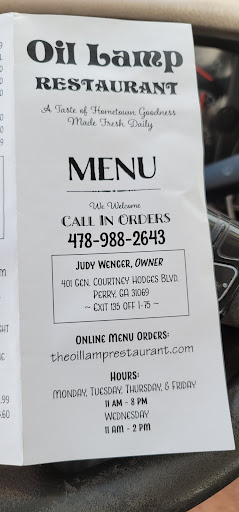 Oil Lamp
RESTAURANT
A Taste of Hometown Goodness
Made Fresh Daily
MENU
We Welcome
CALL IN ORDERS
478-988-2643
JUDY WENGER, OWNER
401 GEN. COURTNEY HODGES BLVD.
PERRY, GA 31069
~ EXIT 135 OFF I-75 ~
ONLINE MENU ORDERS:
theoillamprestaurant.com
HOURS:
MONDAY, TUESDAY, THURSDAY, & FRIDAY
11 AM - 8 PM
WEDNESDAY
11 AM - 2 PM